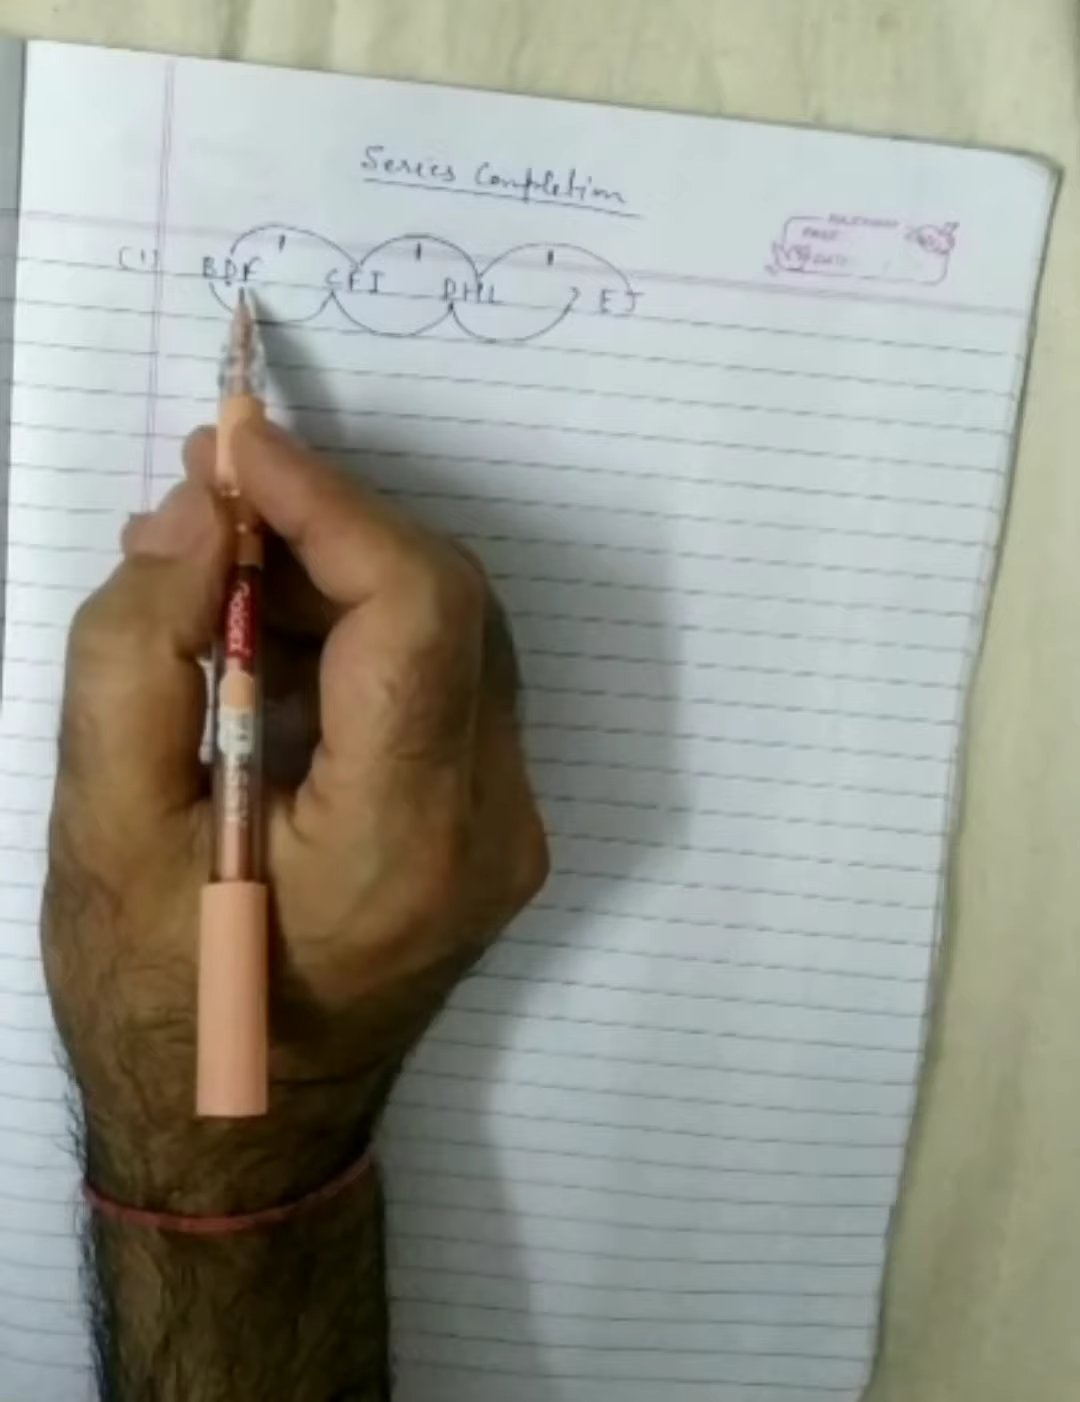 Series Completion
(1) BDF CFI DHL ? EJ